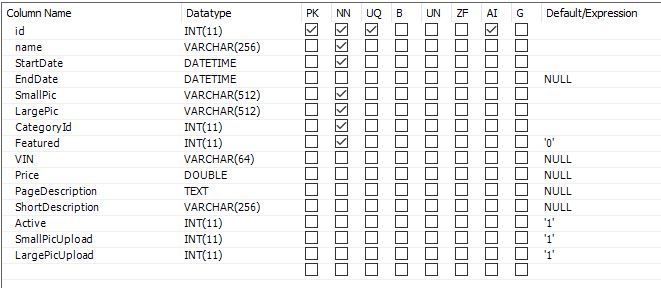 Column Name Datatype PK NN UQ B UN ZF AI G Default/Expression
id INT(11)
name VARCHAR(256)
StartDate DATETIME
EndDate DATETIME NULL
SmallPic VARCHAR(512)
LargePic VARCHAR(512)
CategoryId INT(11)
Featured INT(11) '0'
VIN VARCHAR(64) NULL
Price DOUBLE NULL
PageDescription TEXT NULL
ShortDescription VARCHAR(256) NULL
Active INT(11) '1'
SmallPicUpload INT(11) '1'
LargePicUpload INT(11) '1'